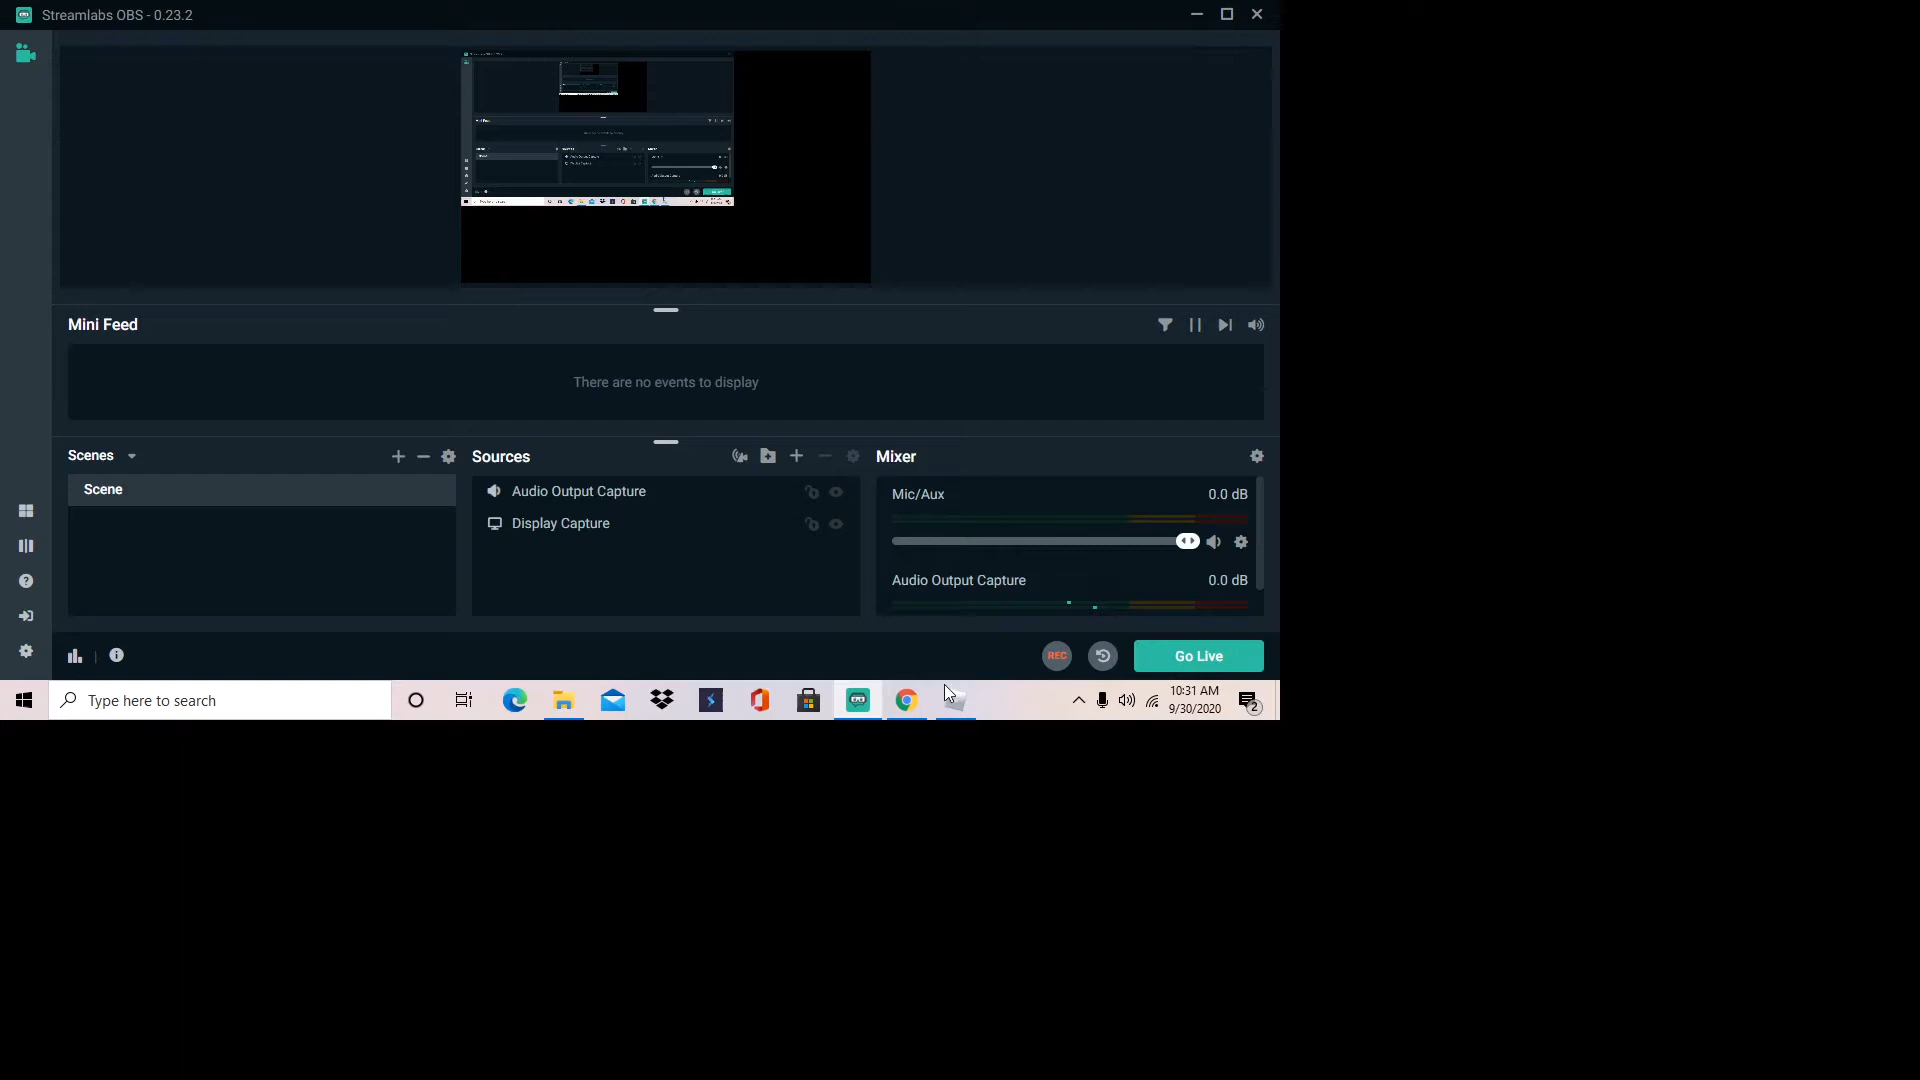 Streamlabs OBS - 0.23.2
Mini Feed
There are no events to display
Scenes
Scene
Sources
Audio Output Capture
Display Capture
Mixer
Mic/Aux
0.0 dB
Audio Output Capture
0.0 dB
REC
Go Live
Type here to search
10:31 AM
9/30/2020
2